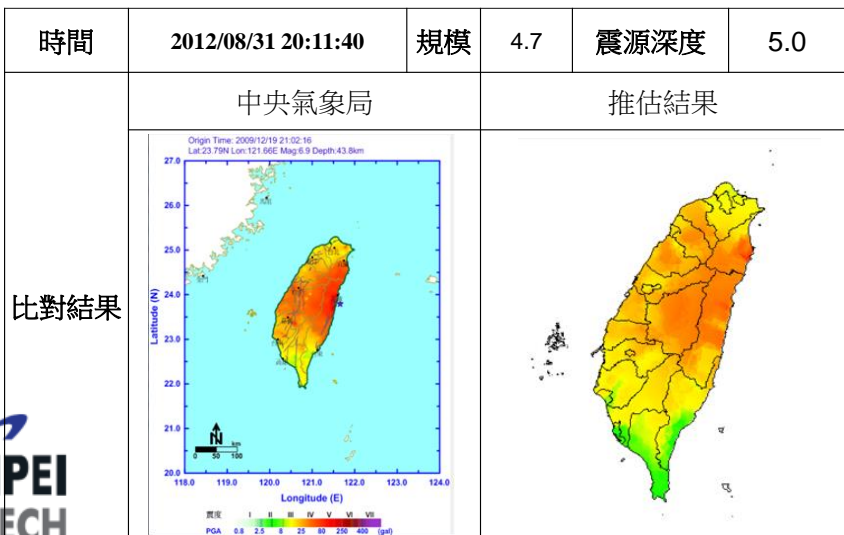 時間 2012/08/31 20:11:40 規模 4.7 震源深度 5.0
比對結果
中央氣象局 推估結果
Origin Time: 2009/12/19 21:02:16
Lat:23.79N Lon:121.66E Mag:6.9 Depth:43.8km
27.0
26.0
25.0
24.0
23.0
22.0
21.0
20.0
Latitude (N)
N
km
0 50 100
118.0 119.0 120.0 121.0 122.0 123.0 124.0
Longitude (E)
震度 I II III IV V VI VII
PGA 0.8 2.5 8 25 80 250 400 (gal)
PEI
ECH